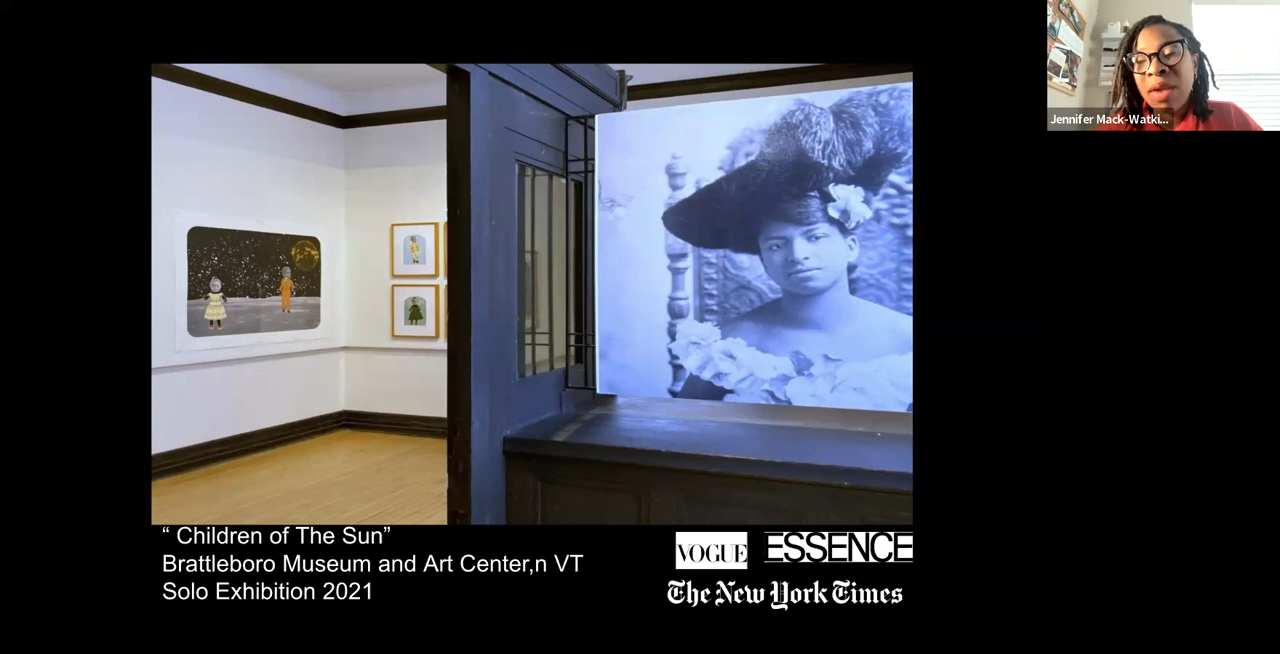 Jennifer Mack-Watki...
“ Children of The Sun”
Brattleboro Museum and Art Center,n VT
Solo Exhibition 2021
VOGUE
ESSENCE
The New York Times